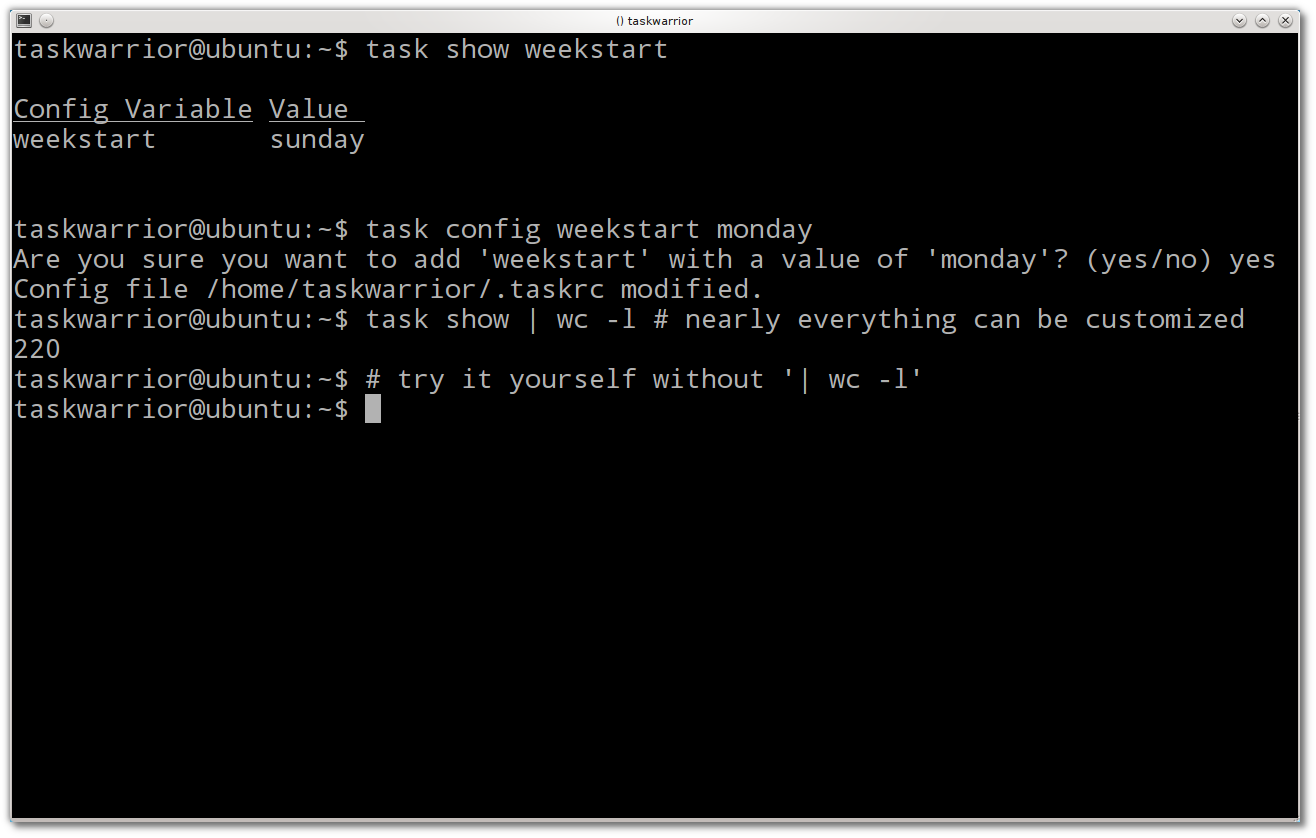 () taskwarrior
taskwarrior@ubuntu:~$ task show weekstart
Config Variable Value
weekstart       sunday
taskwarrior@ubuntu:~$ task config weekstart monday
Are you sure you want to add 'weekstart' with a value of 'monday'? (yes/no) yes
Config file /home/taskwarrior/.taskrc modified.
taskwarrior@ubuntu:~$ task show | wc -l # nearly everything can be customized
220
taskwarrior@ubuntu:~$ # try it yourself without '| wc -l'
taskwarrior@ubuntu:~$